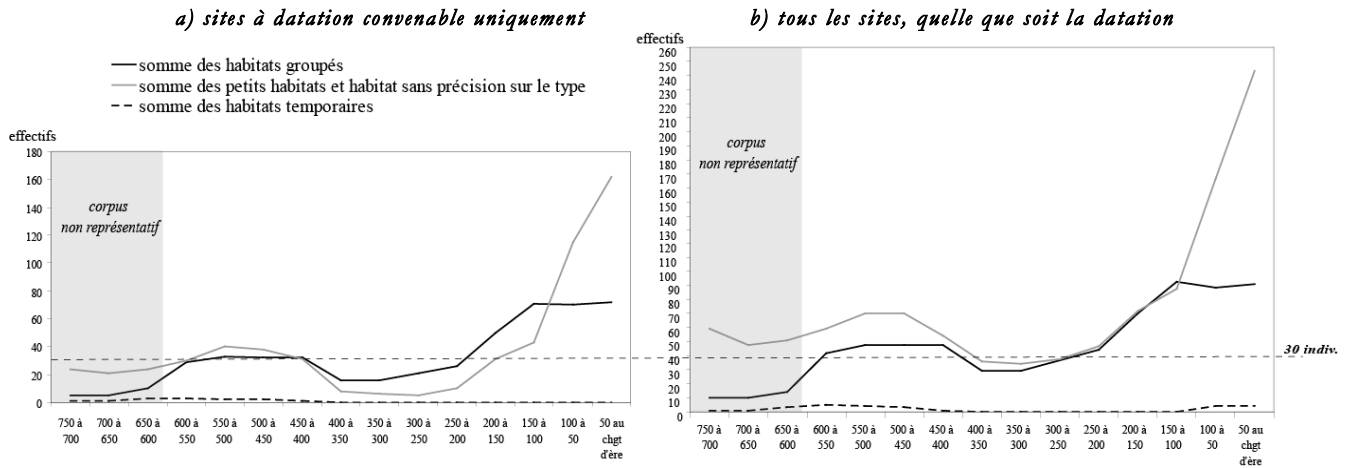 a) sites à datation convenable uniquement
b) tous les sites, quelle que soit la datation
somme des habitats groupés
somme des petits habitats et habitat sans précision sur le type
somme des habitats temporaires
effectifs
180
160
140
120
100
80
60
40
20
0
corpus
non représentatif
750 à 700 à 650 à 600 à 550 à 500 à 450 à 400 à 350 à 300 à 250 à 200 à 150 à 100 à 50 au
700 650 600 550 500 450 400 350 300 250 200 150 100 50 chgt
d'ère
effectifs
260
250
240
230
220
210
200
190
180
170
160
150
140
130
120
110
100
90
80
70
60
50
40
30
20
10
0
corpus
non représentatif
30 indiv.
750 à 700 à 650 à 600 à 550 à 500 à 450 à 400 à 350 à 300 à 250 à 200 à 150 à 100 à 50 au
700 650 600 550 500 450 400 350 300 250 200 150 100 50 chgt
d'ère